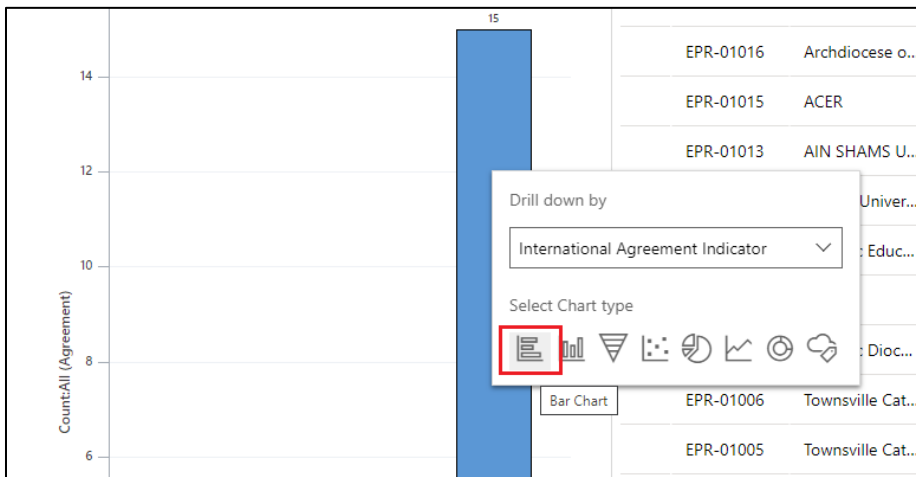 15
14
12
10
8
6
Count:All (Agreement)
EPR-01016 Archdiocese o...
EPR-01015 ACER
EPR-01013 AIN SHAMS U...
Univer...
: Educ...
: Dioc...
EPR-01006 Townsville Cat...
EPR-01005 Townsville Cat...
Drill down by
International Agreement Indicator
Select Chart type
Bar Chart